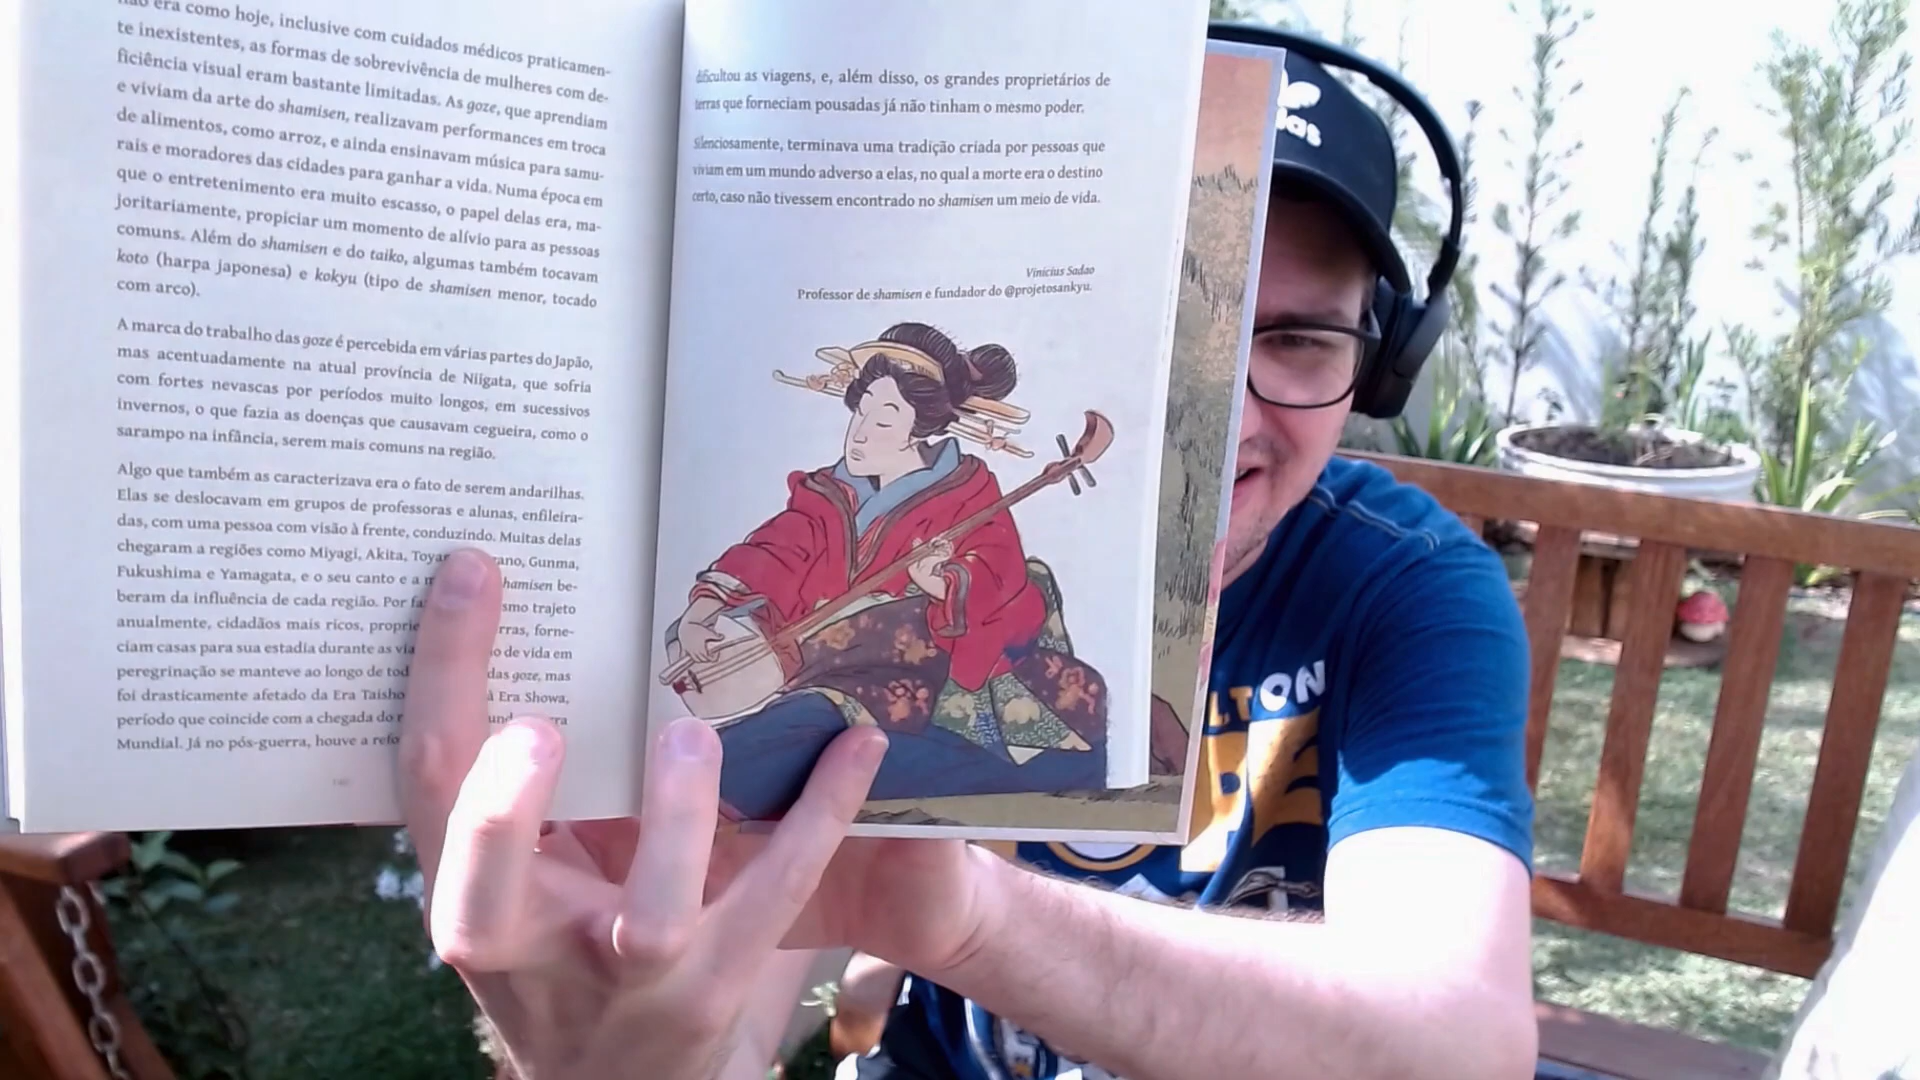 não era como hoje, inclusive com cuidados médicos praticamen-
te inexistentes, as formas de sobrevivência de mulheres com de-
ficiência visual eram bastante limitadas. As goze, que aprendiam
e viviam da arte do shamisen, realizavam performances em troca
de alimentos, como arroz, e ainda ensinavam música para samu-
rais e moradores das cidades para ganhar a vida. Numa época em
que o entretenimento era muito escasso, o papel delas era, ma-
joritariamente, propiciar um momento de alívio para as pessoas
comuns. Além do shamisen e do taiko, algumas também tocavam
koto (harpa japonesa) e kokyu (tipo de shamisen menor, tocado
com arco).
A marca do trabalho das goze é percebida em várias partes do Japão,
mas acentuadamente na atual província de Niigata, que sofria
com fortes nevascas por períodos muito longos, em sucessivos
invernos, o que fazia as doenças que causavam cegueira, como o
sarampo na infância, serem mais comuns na região.
Algo que também as caracterizava era o fato de serem andarilhas.
Elas se deslocavam em grupos de professoras e alunas, enfileira-
das, com uma pessoa com visão à frente, conduzindo. Muitas delas
chegaram a regiões como Miyagi, Akita, Gunma,
Fukushima e Yamagata, e o seu canto e a shamisen be-
beram da influência de cada região. Por trajeto
anualmente, cidadãos mais ricos, forne-
ciam casas para sua estadia durante as de vida em
peregrinação se manteve ao longo de das goze, mas
foi drasticamente afetado da Era Taisho à Era Showa,
período que coincide com a chegada do
Mundial. Já no pós-guerra, houve a
dificultou as viagens, e, além disso, os grandes proprietários de
terras que forneciam pousadas já não tinham o mesmo poder.
Silenciosamente, terminava uma tradição criada por pessoas que
viviam em um mundo adverso a elas, no qual a morte era o destino
certo, caso não tivessem encontrado no shamisen um meio de vida.
Vinicius Sadao
Professor de shamisen e fundador do @projetosankyu.